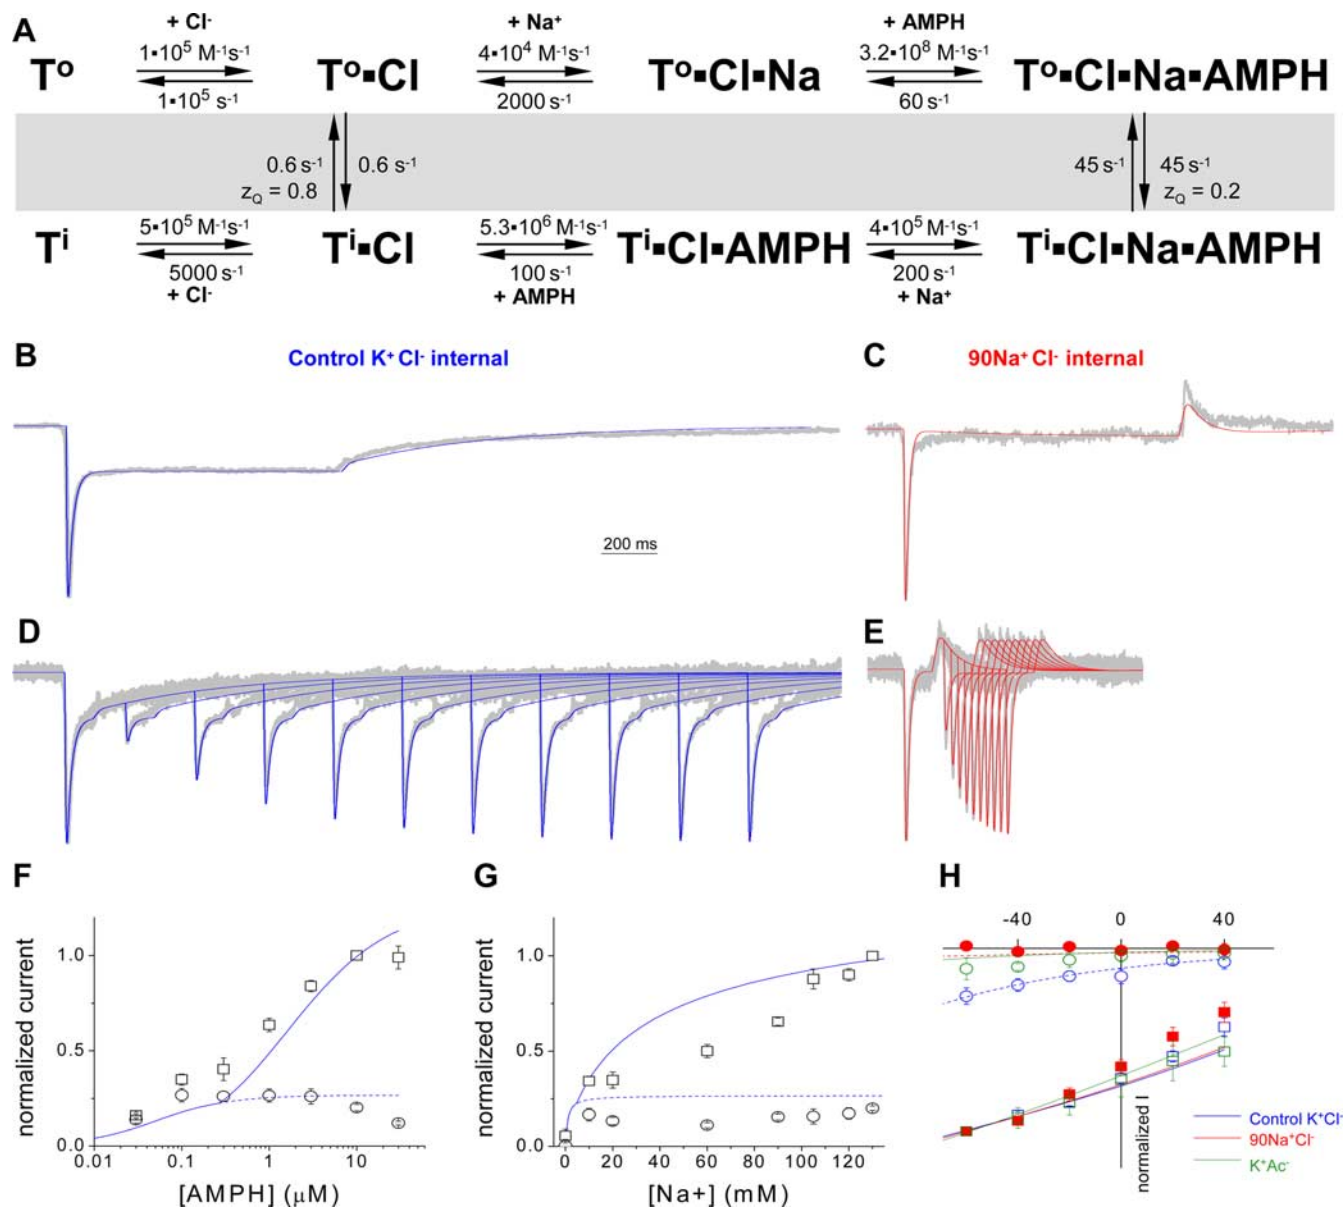 A
+ Cl⁻ + Na⁺ + AMPH
1▪10⁵ M⁻¹s⁻¹ 4▪10⁴ M⁻¹s⁻¹ 3.2▪10⁸ M⁻¹s⁻¹
Tᵒ Tᵒ▪Cl Tᵒ▪Cl▪Na Tᵒ▪Cl▪Na▪AMPH
1▪10⁵ s⁻¹ 2000 s⁻¹ 60 s⁻¹
0.6 s⁻¹ 0.6 s⁻¹ 45 s⁻¹ 45 s⁻¹
z_Q = 0.8 z_Q = 0.2
5▪10⁵ M⁻¹s⁻¹ 5.3▪10⁶ M⁻¹s⁻¹ 4▪10⁵ M⁻¹s⁻¹
Tⁱ Tⁱ▪Cl Tⁱ▪Cl▪AMPH Tⁱ▪Cl▪Na▪AMPH
5000 s⁻¹ 100 s⁻¹ 200 s⁻¹
+ Cl⁻ + AMPH + Na⁺
B Control K⁺ Cl⁻ internal
C 90Na⁺ Cl⁻ internal
200 ms
D
E
F
normalized current
1.0
0.5
0.0
0.01 0.1 1 10
[AMPH] (µM)
G
normalized current
1.0
0.5
0.0
0 20 40 60 80 100 120
[Na+] (mM)
H
-40 0 40
normalized I
Control K⁺Cl⁻
90Na⁺Cl⁻
K⁺Ac⁻